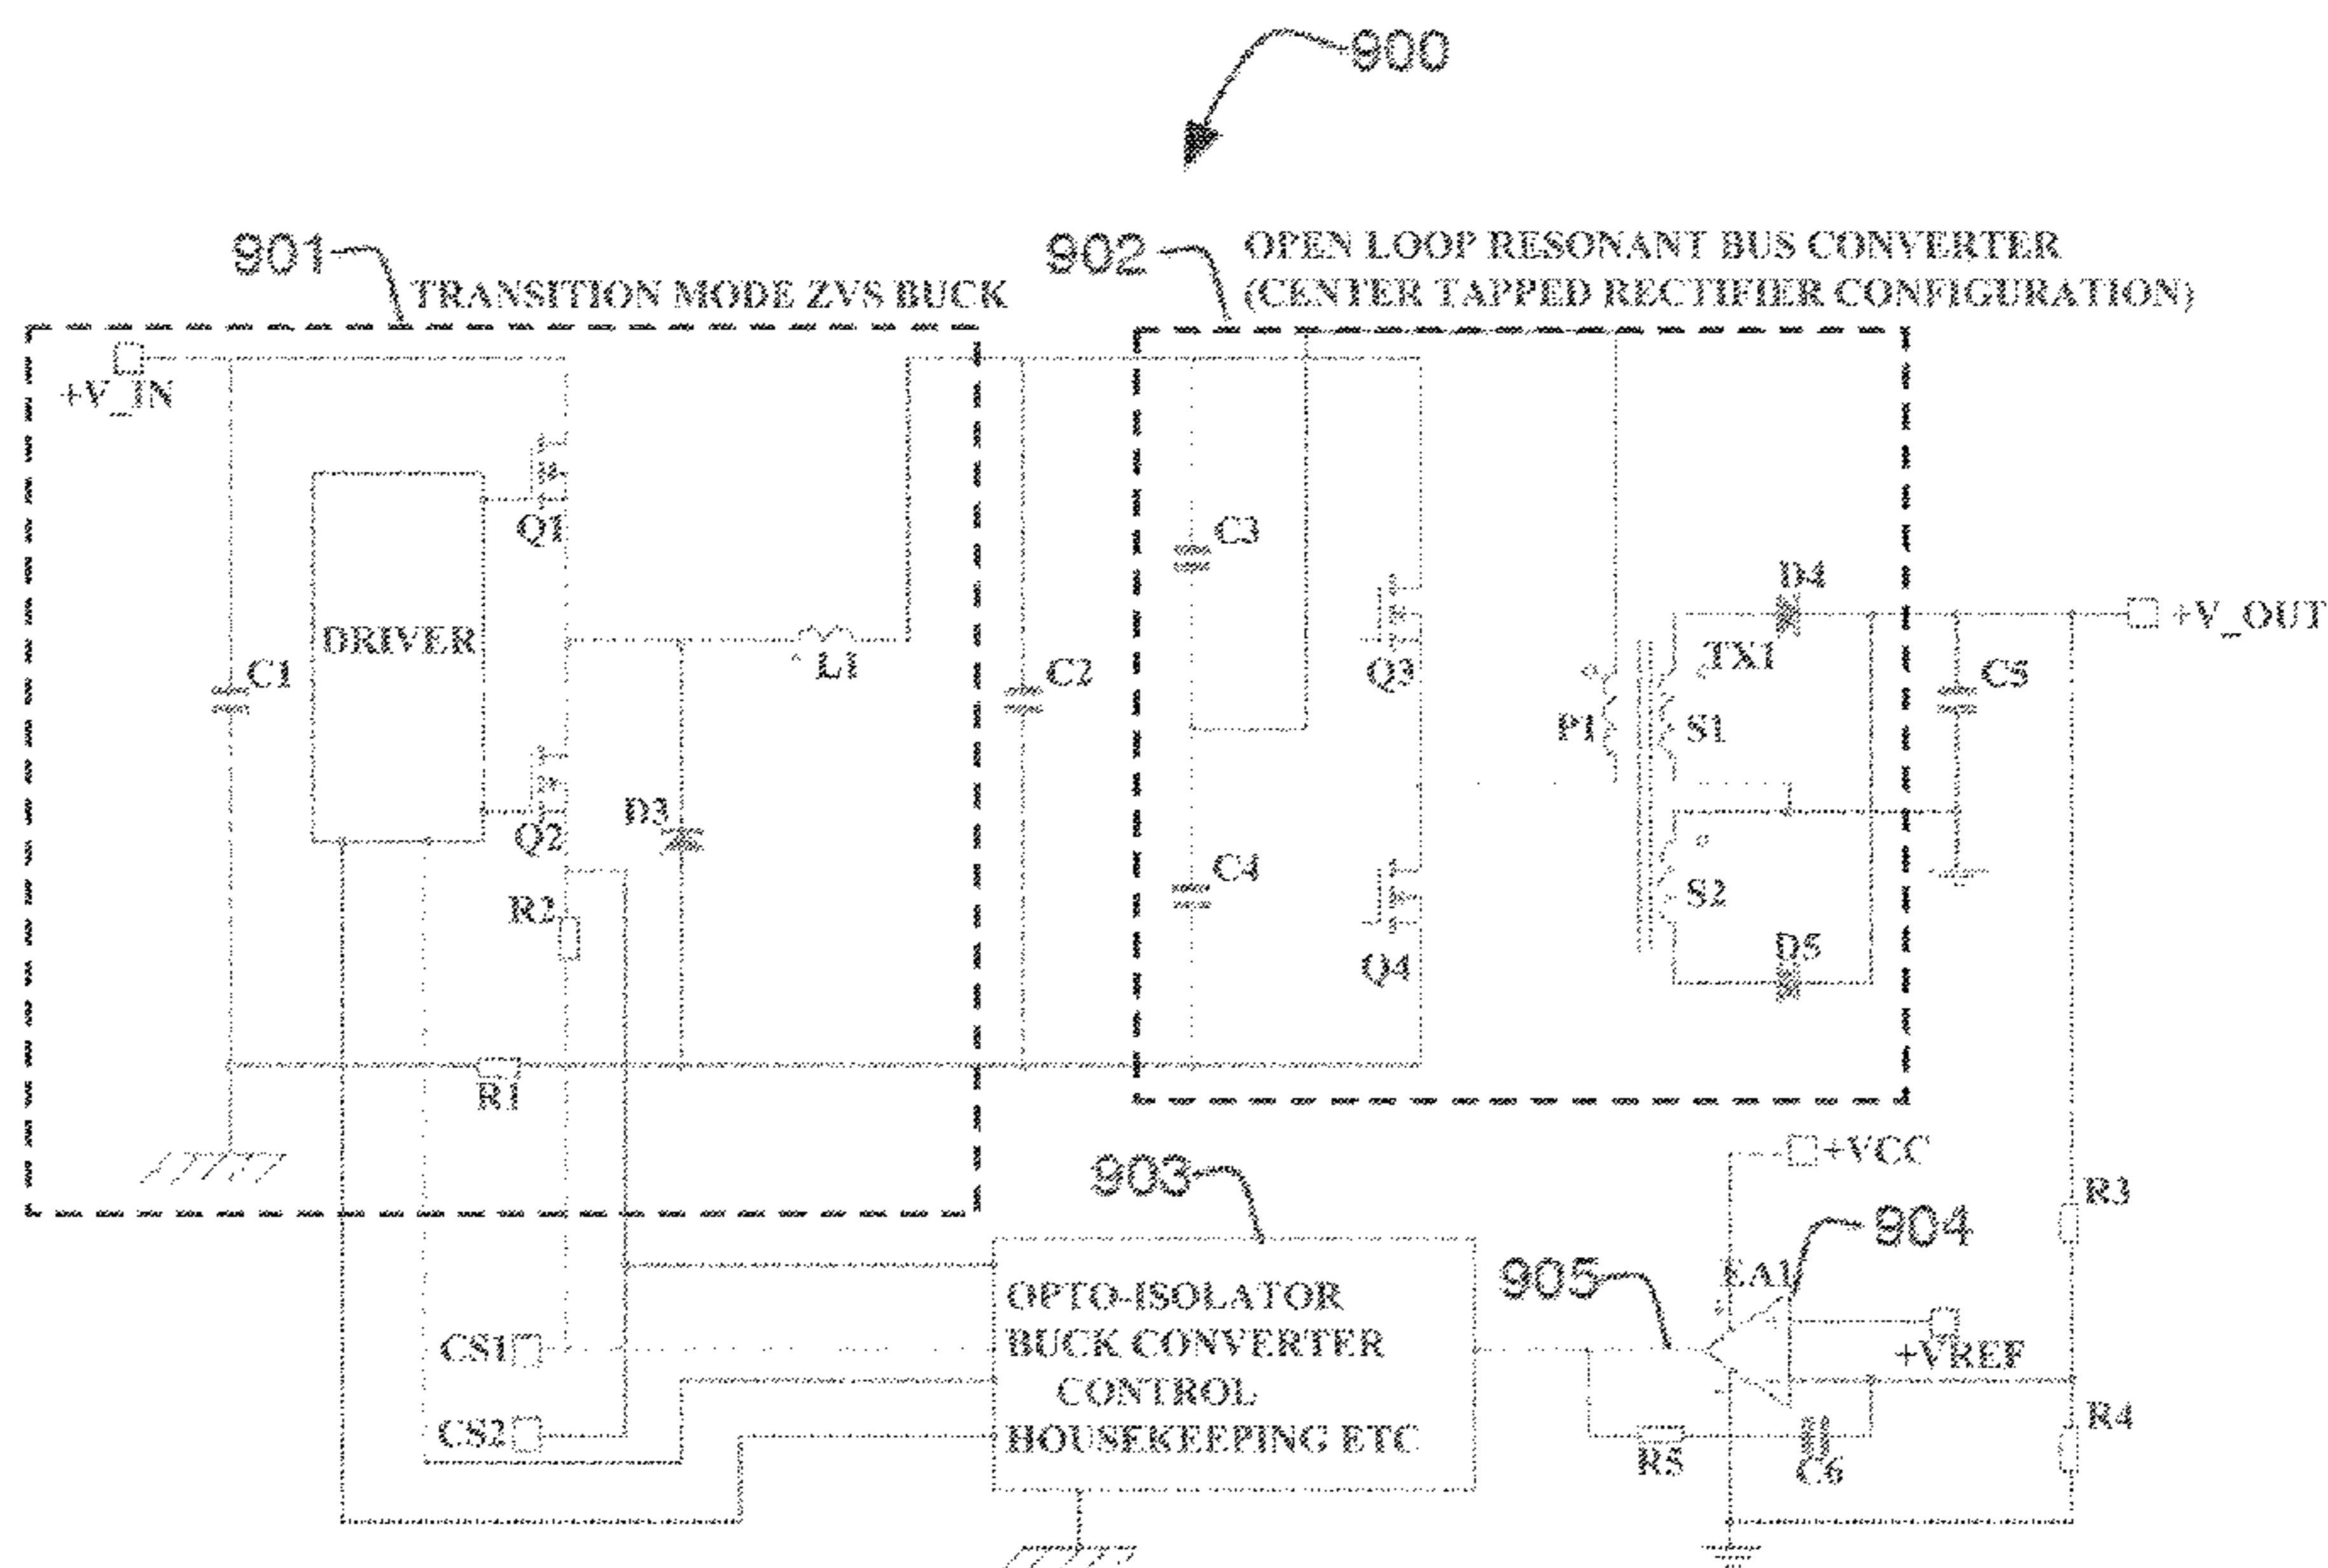 900
901
TRANSITION MODE ZVS BUCK
902
OPEN LOOP RESONANT BUS CONVERTER
(CENTER TAPPED RECTIFIER CONFIGURATION)
+V_IN
Q1
DRIVER
C1
L1
C2
C3
Q3
D4
TX1
+V_OUT
C5
P1
S1
Q2
D3
C4
S2
R2
Q4
D5
R1
903
+VCC
R3
904
905
EA1
OPTO-ISOLATOR
BUCK CONVERTER
CONTROL
HOUSEKEEPING ETC
CS1
+VREF
CS2
R5
C6
R4